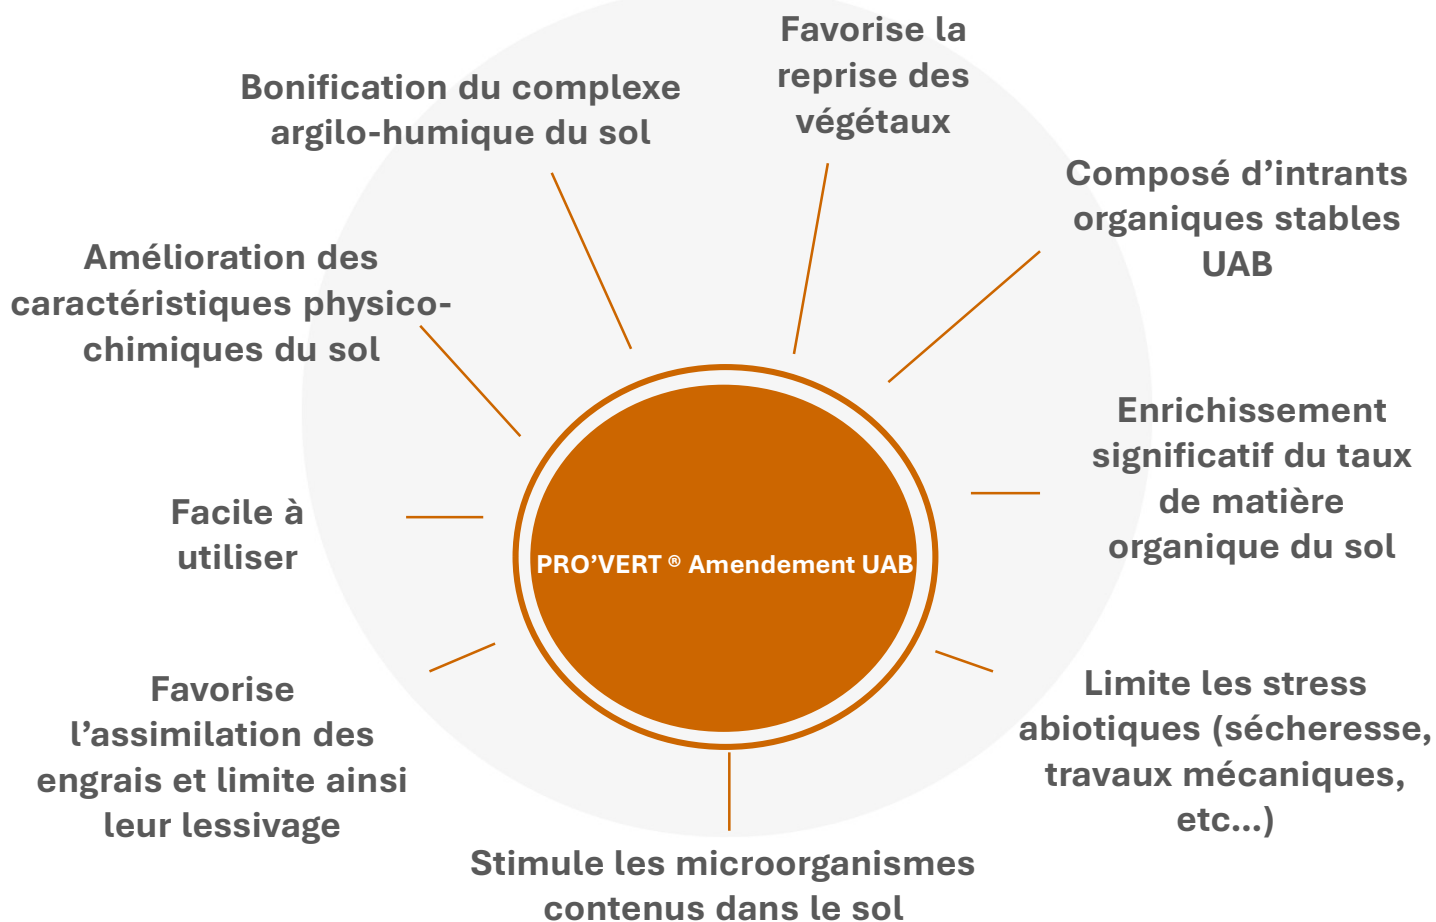 Favorise la
reprise des
végétaux
Bonification du complexe
argilo-humique du sol
Composé d’intrants
organiques stables
UAB
Amélioration des
caractéristiques physico-
chimiques du sol
Enrichissement
significatif du taux
de matière
organique du sol
Facile à
utiliser
PRO’VERT ® Amendement UAB
Favorise
l’assimilation des
engrais et limite ainsi
leur lessivage
Limite les stress
abiotiques (sécheresse,
travaux mécaniques,
etc...)
Stimule les microorganismes
contenus dans le sol